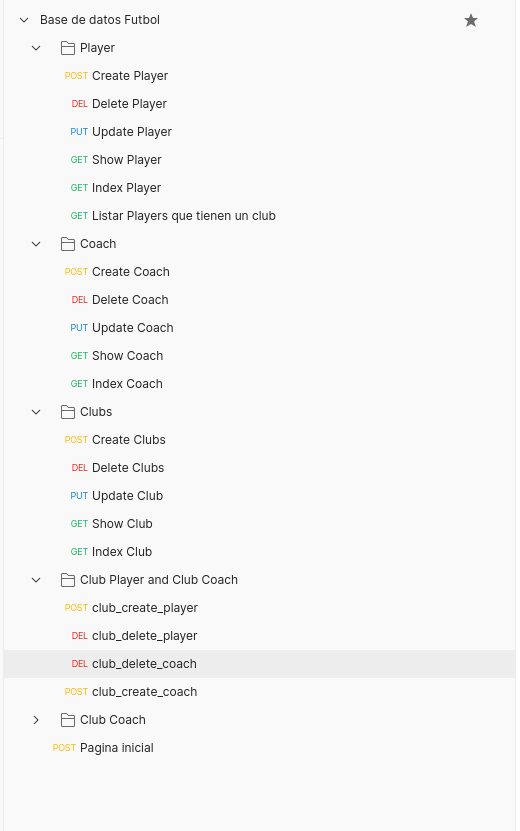 Base de datos Futbol
Player
POST Create Player
DEL Delete Player
PUT Update Player
GET Show Player
GET Index Player
GET Listar Players que tienen un club
Coach
POST Create Coach
DEL Delete Coach
PUT Update Coach
GET Show Coach
GET Index Coach
Clubs
POST Create Clubs
DEL Delete Clubs
PUT Update Club
GET Show Club
GET Index Club
Club Player and Club Coach
POST club_create_player
DEL club_delete_player
DEL club_delete_coach
POST club_create_coach
Club Coach
POST Pagina inicial